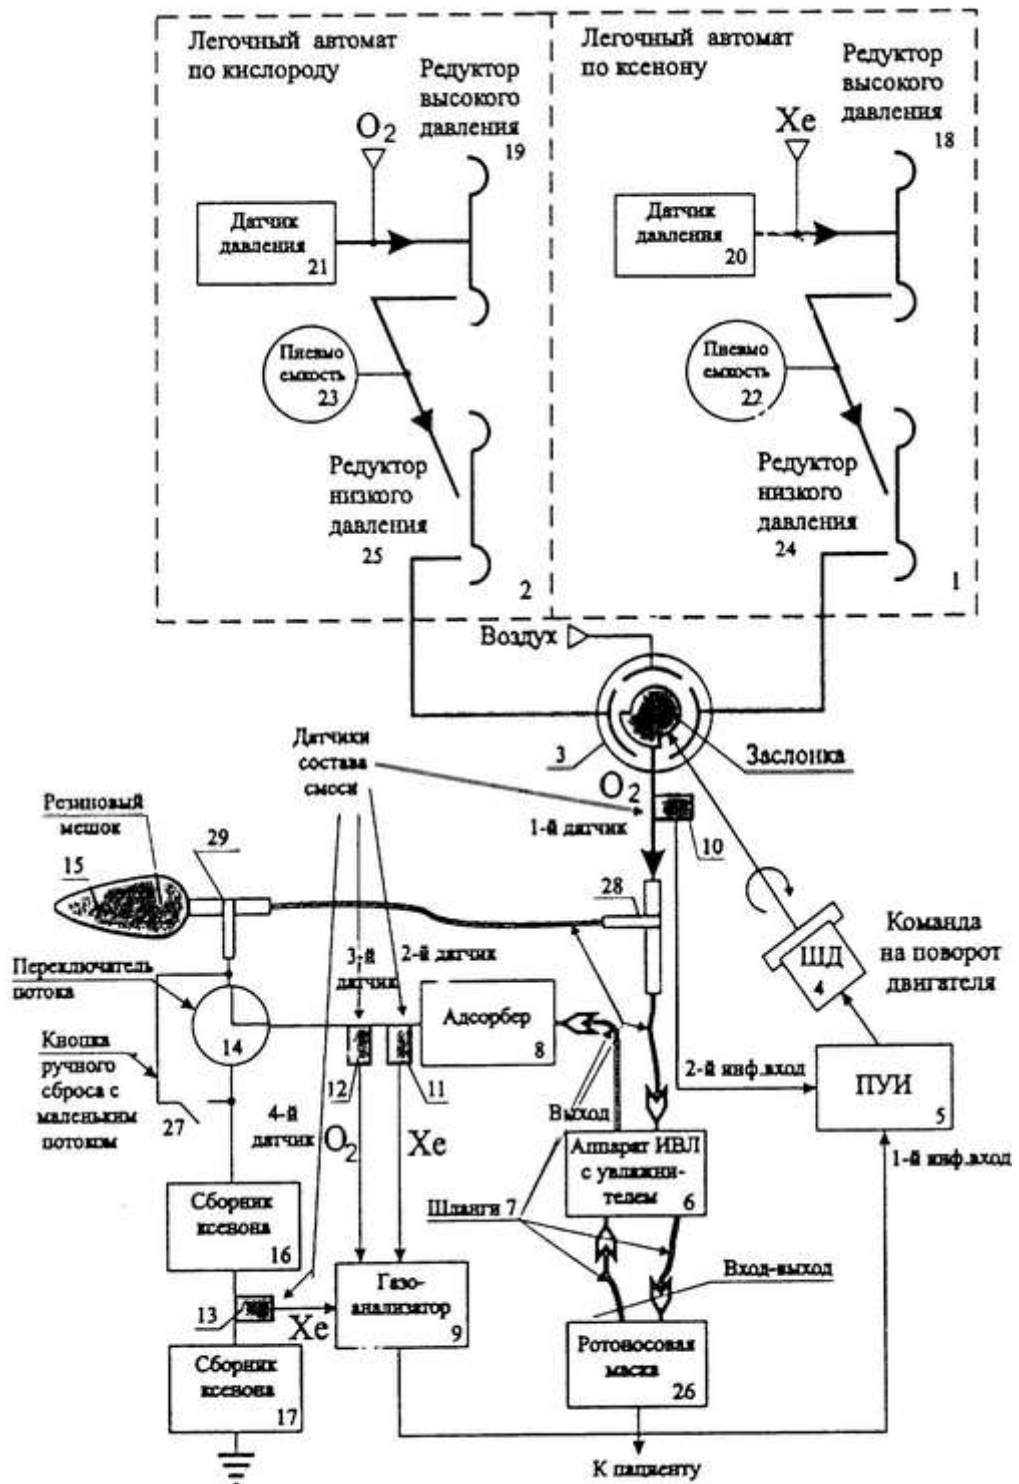 Легочный автомат
по кислороду
Редуктор
высокого
давления
19
O2
Датчик
давления
21
Пневмо
емкость
23
Редуктор
низкого
давления
25
2
Легочный автомат
по ксенону
Редуктор
высокого
давления
18
Xe
Датчик
давления
20
Пневмо
емкость
22
Редуктор
низкого
давления
24
1
Воздух
3
Заслонка
Датчики
состава
смоси
O2
1-й датчик
10
Резиновый
мешок
15
29
28
Команда
на поворот
двигателя
ШД
4
Переключатель
потока
14
3-й
датчик
2-й датчик
Адсорбер
8
12
11
2-й инф.вход
ПУИ
5
1-й инф.вход
Кнопка
ручного
сброса с
маленьким
потоком
27
4-й
датчик
O2
Xe
Выход
Аппарат ИВЛ
с увлажни-
телем
6
Шланги 7
Сборник
ксенона
16
Вход-выход
13
Xe
Газо-
анализатор
9
Ротоносовая
маска
26
Сборник
ксенона
17
К пациенту